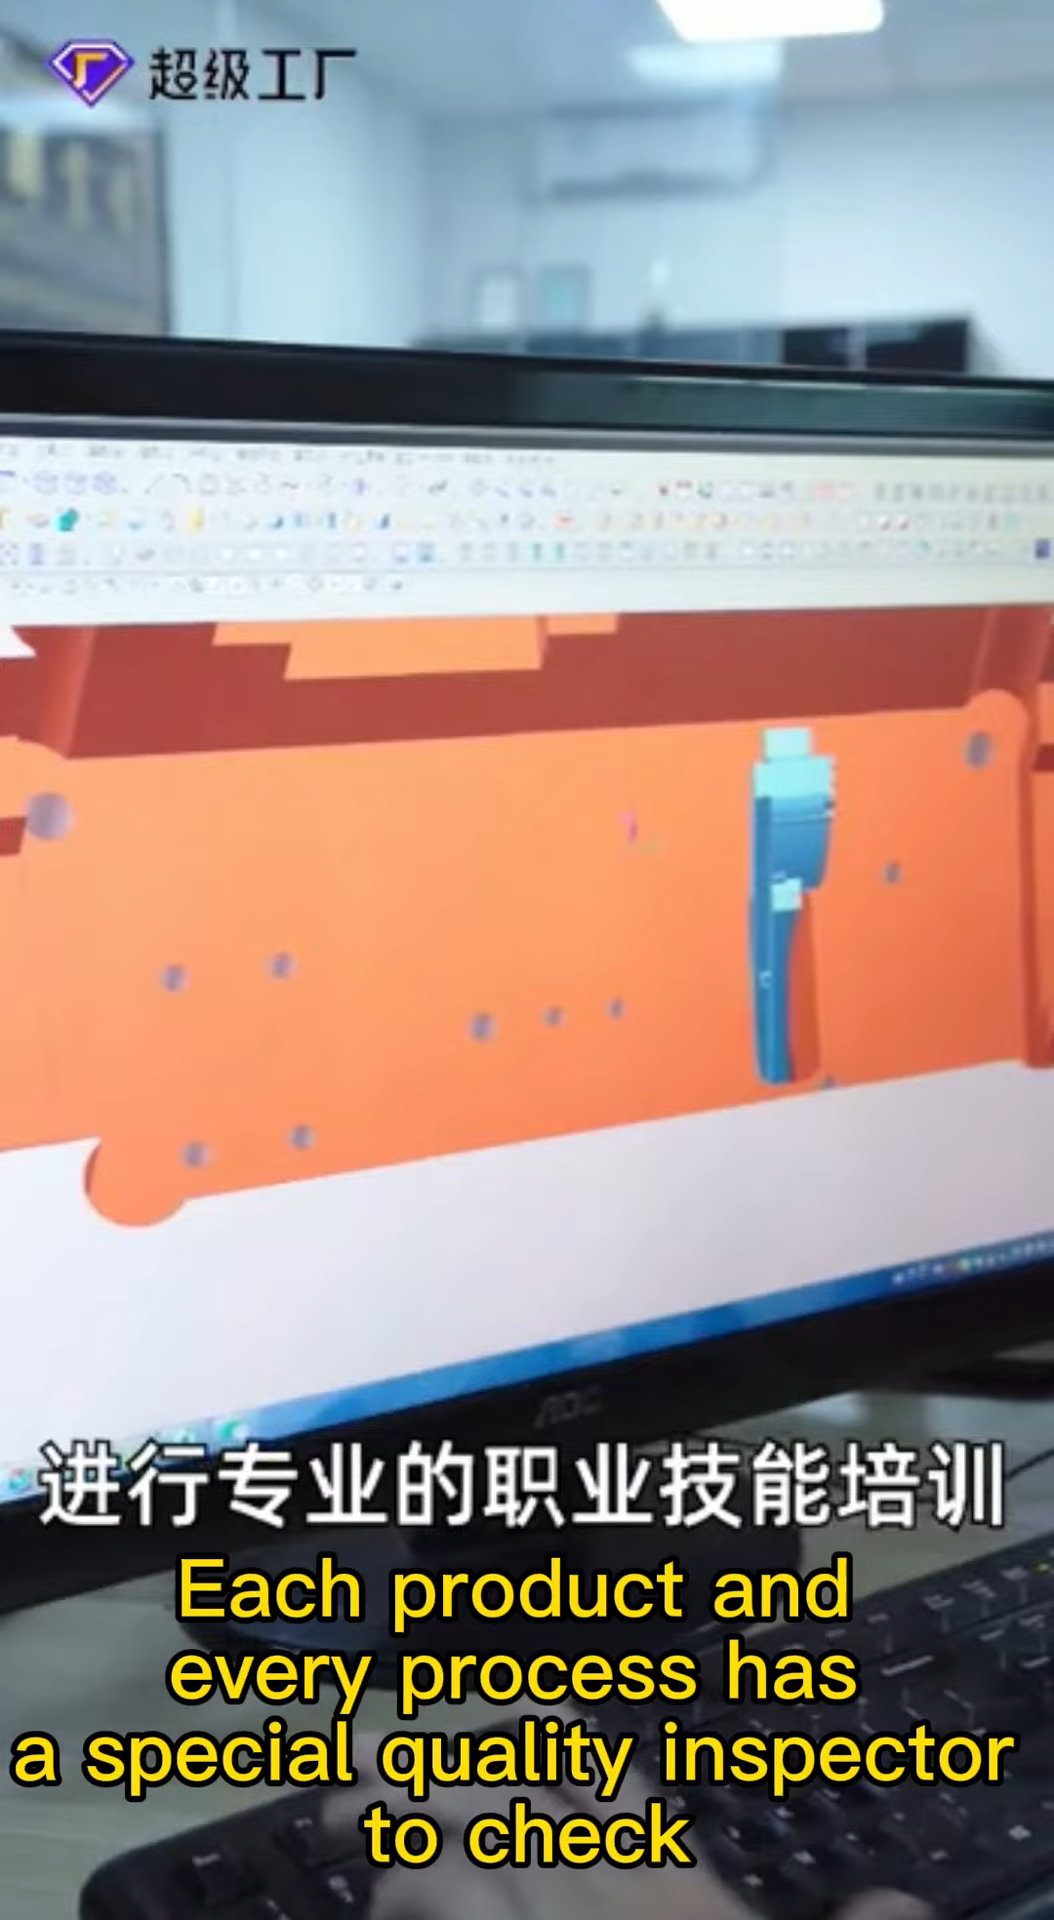 超级工厂
AOC
进行专业的职业技能培训
Each product and
every process has
a special quality inspector
to check